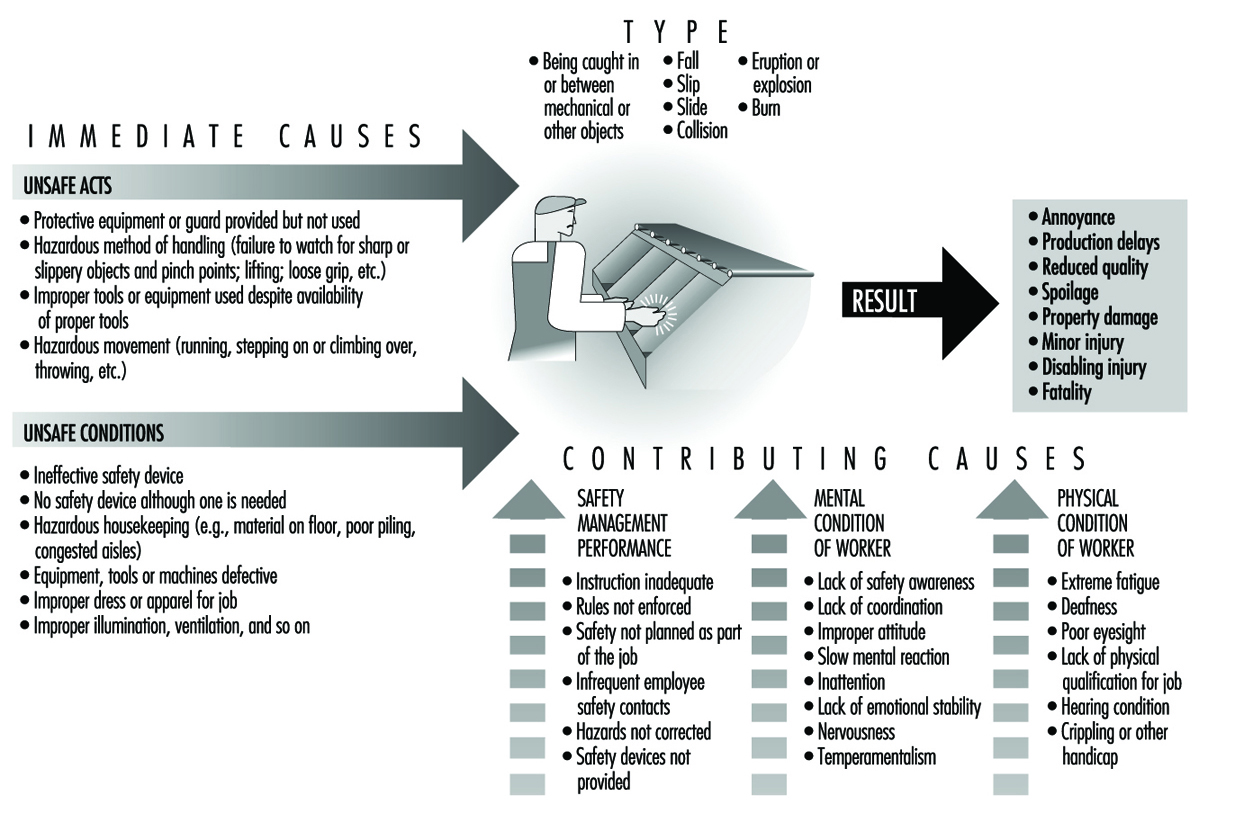 TYPE
• Being caught in
or between
mechanical or
other objects
• Fall
• Slip
• Slide
• Collision
• Eruption or
explosion
• Burn
IMMEDIATE CAUSES
UNSAFE ACTS
• Protective equipment or guard provided but not used
• Hazardous method of handling (failure to watch for sharp or
slippery objects and pinch points; lifting; loose grip, etc.)
• Improper tools or equipment used despite availability
of proper tools
• Hazardous movement (running, stepping on or climbing over,
throwing, etc.)
UNSAFE CONDITIONS
• Ineffective safety device
• No safety device although one is needed
• Hazardous housekeeping (e.g., material on floor, poor piling,
congested aisles)
• Equipment, tools or machines defective
• Improper dress or apparel for job
• Improper illumination, ventilation, and so on
RESULT
• Annoyance
• Production delays
• Reduced quality
• Spoilage
• Property damage
• Minor injury
• Disabling injury
• Fatality
CONTRIBUTING CAUSES
SAFETY
MANAGEMENT
PERFORMANCE
• Instruction inadequate
• Rules not enforced
• Safety not planned as part
of the job
• Infrequent employee
safety contacts
• Hazards not corrected
• Safety devices not
provided
MENTAL
CONDITION
OF WORKER
• Lack of safety awareness
• Lack of coordination
• Improper attitude
• Slow mental reaction
• Inattention
• Lack of emotional stability
• Nervousness
• Temperamentalism
PHYSICAL
CONDITION
OF WORKER
• Extreme fatigue
• Deafness
• Poor eyesight
• Lack of physical
qualification for job
• Hearing condition
• Crippling or other
handicap